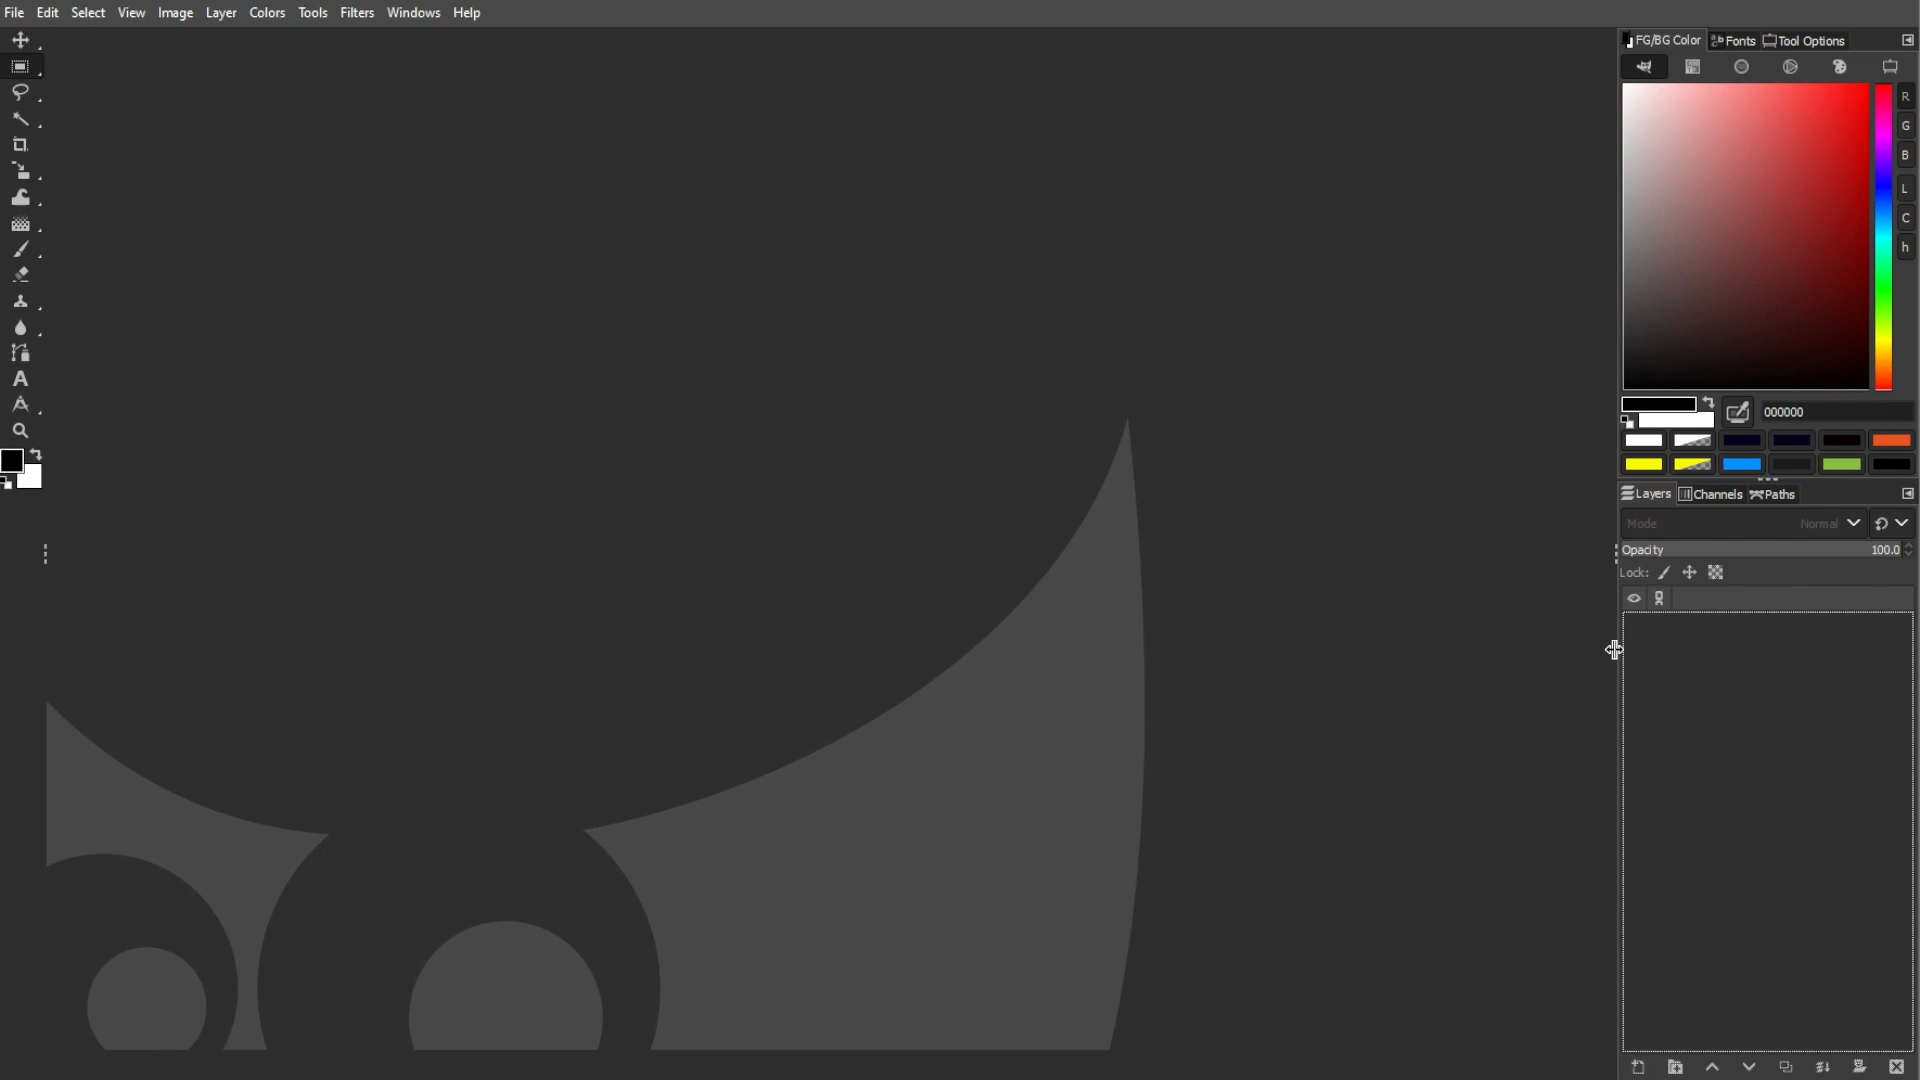 File Edit Select View Image Layer Colors Tools Filters Windows Help
FG/BG Color Fonts Tool Options
R
G
B
L
C
h
000000
A
Layers Channels Paths
Mode Normal
Opacity 100.0
Lock: